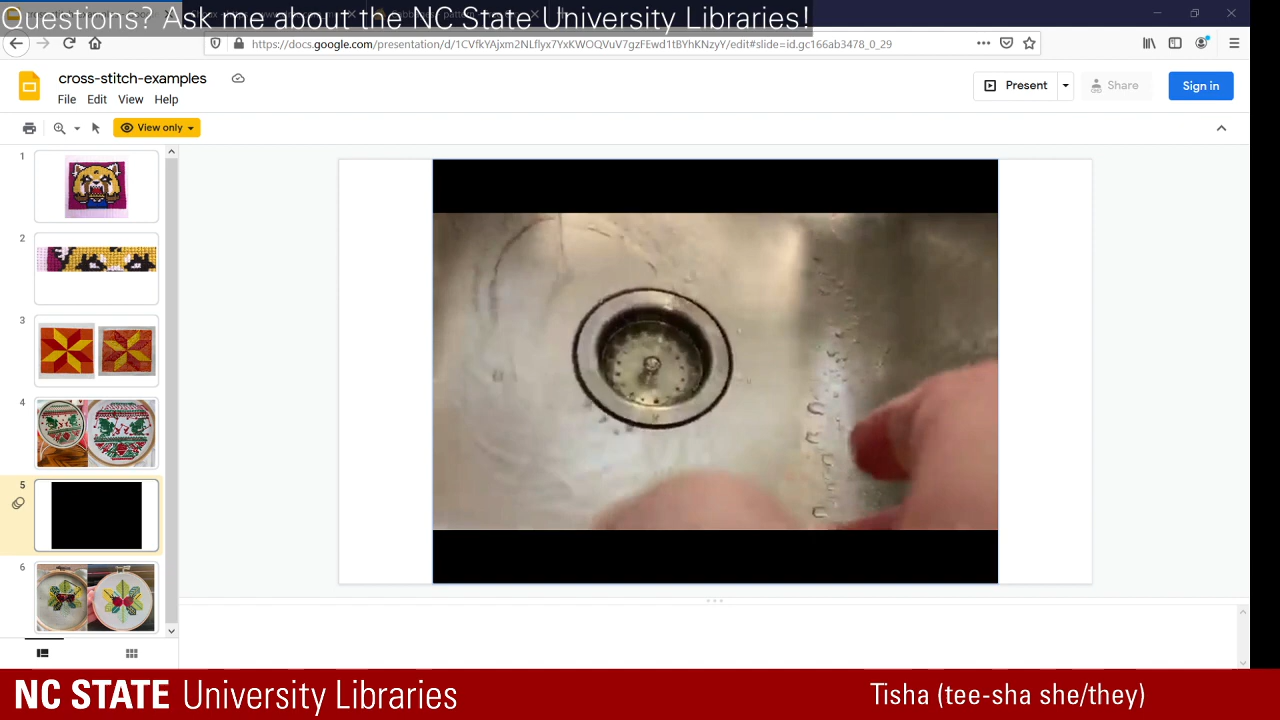 Questions? Ask me about the NC State University Libraries!
https://docs.google.com/presentation/d/1CVfkYAjxm2NLflyx7YxKWOQVuV7gzFEwd1tBYhKNzyY/edit#slide=id.gc166ab3478_0_29
cross-stitch-examples
File Edit View Help
Present
Share
Sign in
View only
1
2
3
4
5
6
NC STATE University Libraries
Tisha (tee-sha she/they)